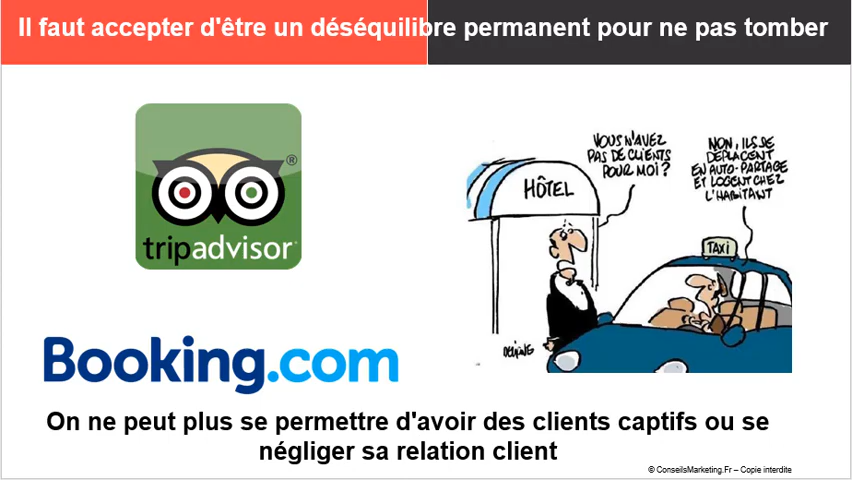 Il faut accepter d'être un déséquilibre permanent pour ne pas tomber
tripadvisor®
Booking.com
VOUS N'AVEZ
PAS DE CLIENTS
POUR MOI ?
NON, ILS SE
DÉPLACENT
EN AUTO-PARTAGE
ET LOGENT CHEZ
L'HABITANT
HÔTEL
TAXI
On ne peut plus se permettre d'avoir des clients captifs ou se
négliger sa relation client
© ConseilsMarketing.Fr – Copie interdite